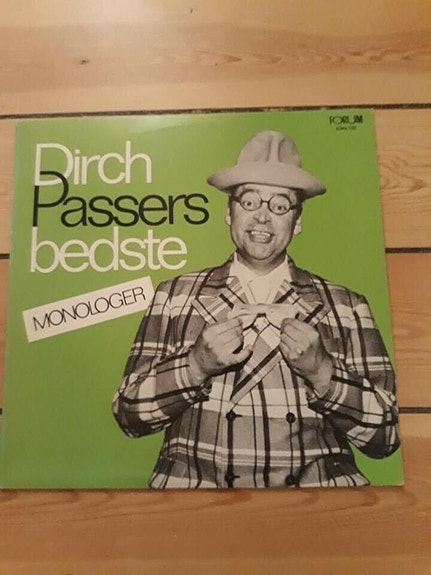 FORUM
Dirch
Passers
bedste
MONOLOGER